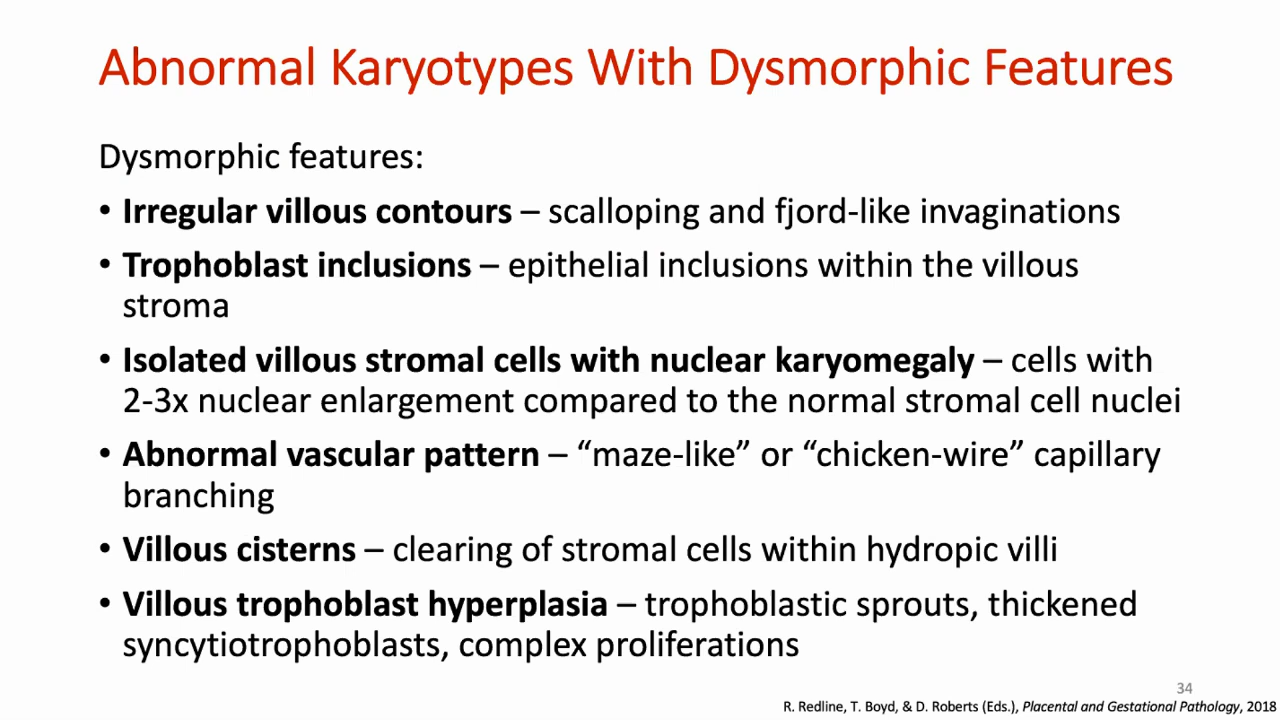 Abnormal Karyotypes With Dysmorphic Features
Dysmorphic features:
• Irregular villous contours – scalloping and fjord-like invaginations
• Trophoblast inclusions – epithelial inclusions within the villous
stroma
• Isolated villous stromal cells with nuclear karyomegaly – cells with
2-3x nuclear enlargement compared to the normal stromal cell nuclei
• Abnormal vascular pattern – “maze-like” or “chicken-wire” capillary
branching
• Villous cisterns – clearing of stromal cells within hydropic villi
• Villous trophoblast hyperplasia – trophoblastic sprouts, thickened
syncytiotrophoblasts, complex proliferations
34
R. Redline, T. Boyd, & D. Roberts (Eds.), Placental and Gestational Pathology, 2018